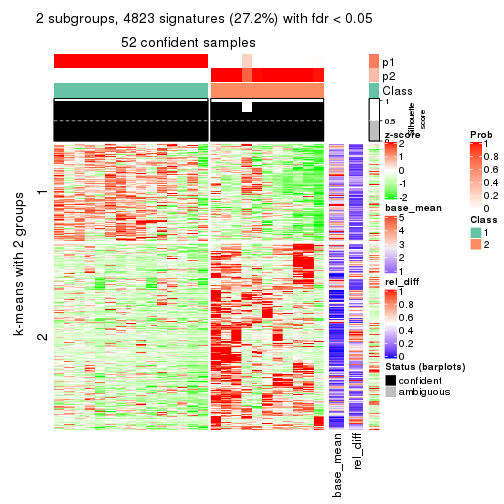 2 subgroups, 4823 signatures (27.2%) with fdr < 0.05
52 confident samples
p1
p2
Class
1
0.5
0
Silhouette
score
k-means with 2 groups
1
2
base_mean
rel_diff
z-score
2
1
0
-1
-2
base_mean
5
4
3
2
1
rel_diff
1
0.8
0.6
0.4
0.2
0
Status (barplots)
confident
ambiguous
Prob
1
0.8
0.6
0.4
0.2
0
Class
1
2